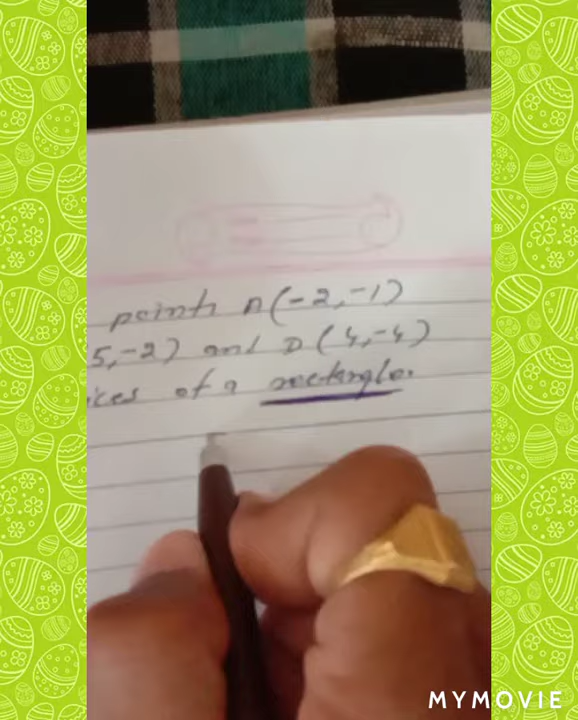 points A(-2,-1)
5,-2) and D(4,-4)
ices of a rectangle.
MYMOVIE